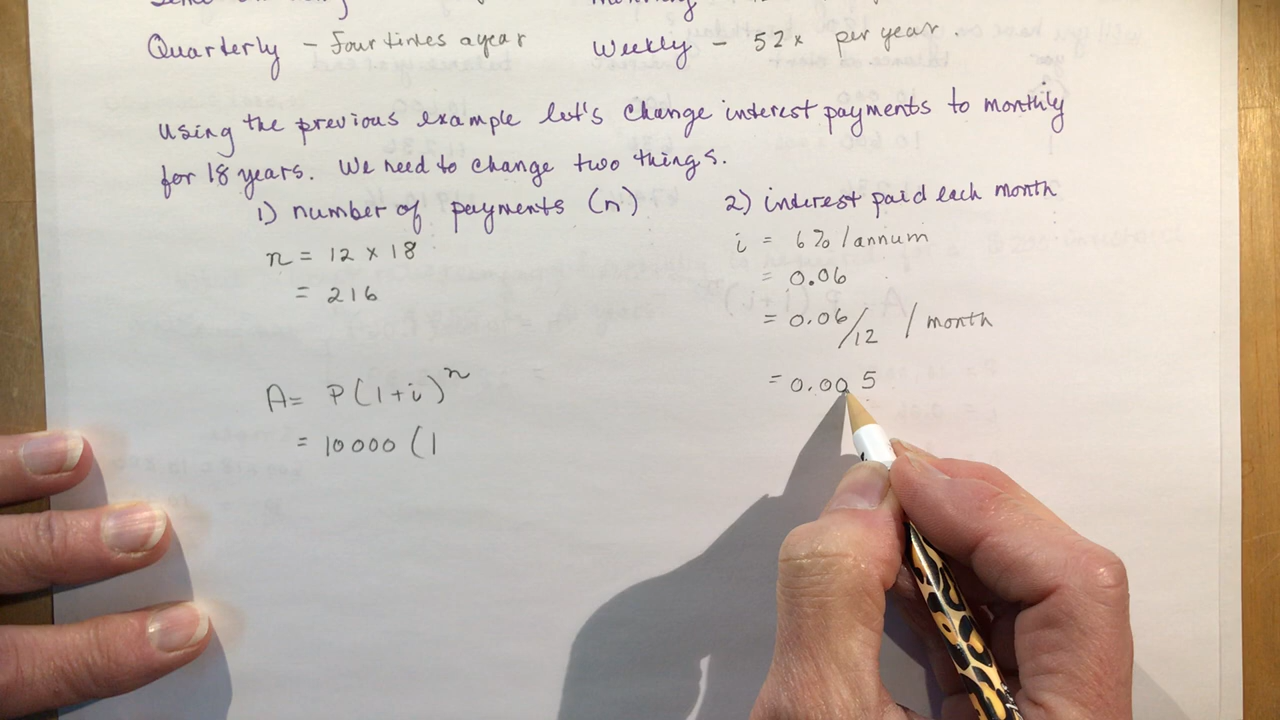 Quarterly - four times a year
Weekly - 52x per year.
Using the previous example let's change interest payments to monthly
for 18 years. We need to change two things.
1) number of payments (n)
n = 12 x 18
= 216
A = P(1+i)^n
= 10000 (1
2) interest paid each month
i = 6% /annum
= 0.06
= 0.06/12 / month
= 0.005